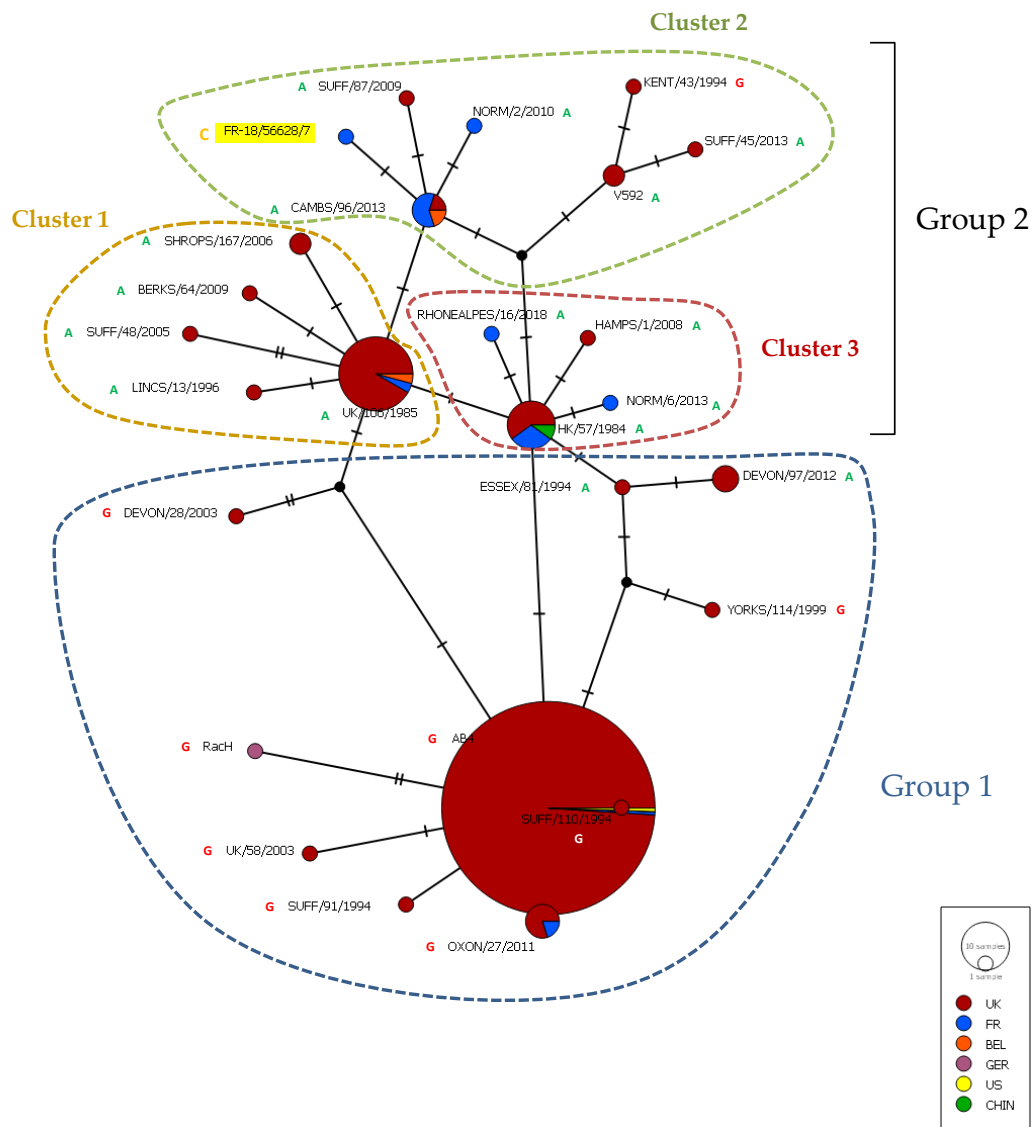 Cluster 2
A SUFF/87/2009
KENT/43/1994 G
NORM/2/2010 A
C FR-18/56628/7
SUFF/45/2013 A
V592 A
A CAMBS/96/2013
Group 2
Cluster 1
A SHROPS/167/2006
A BERKS/64/2009
RHONEALPES/16/2018 A
HAMPS/1/2008 A
A SUFF/48/2005
Cluster 3
A LINCS/13/1996
NORM/6/2013 A
A UK/106/1985
HK/57/1984 A
ESSEX/81/1994 A
DEVON/97/2012 A
G DEVON/28/2003
YORKS/114/1999 G
G RacH
G AB4
Group 1
SUFF/110/1994
G
G UK/58/2003
G SUFF/91/1994
G OXON/27/2011
10 samples
1 sample
UK
FR
BEL
GER
US
CHIN